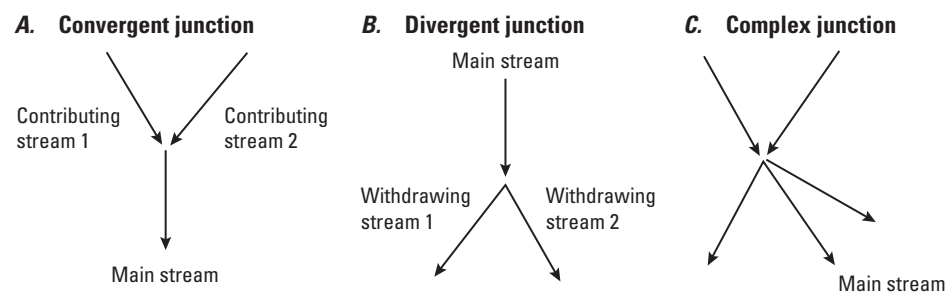 A. Convergent junction
Contributing
stream 1
Contributing
stream 2
Main stream
B. Divergent junction
Main stream
Withdrawing
stream 1
Withdrawing
stream 2
C. Complex junction
Main stream